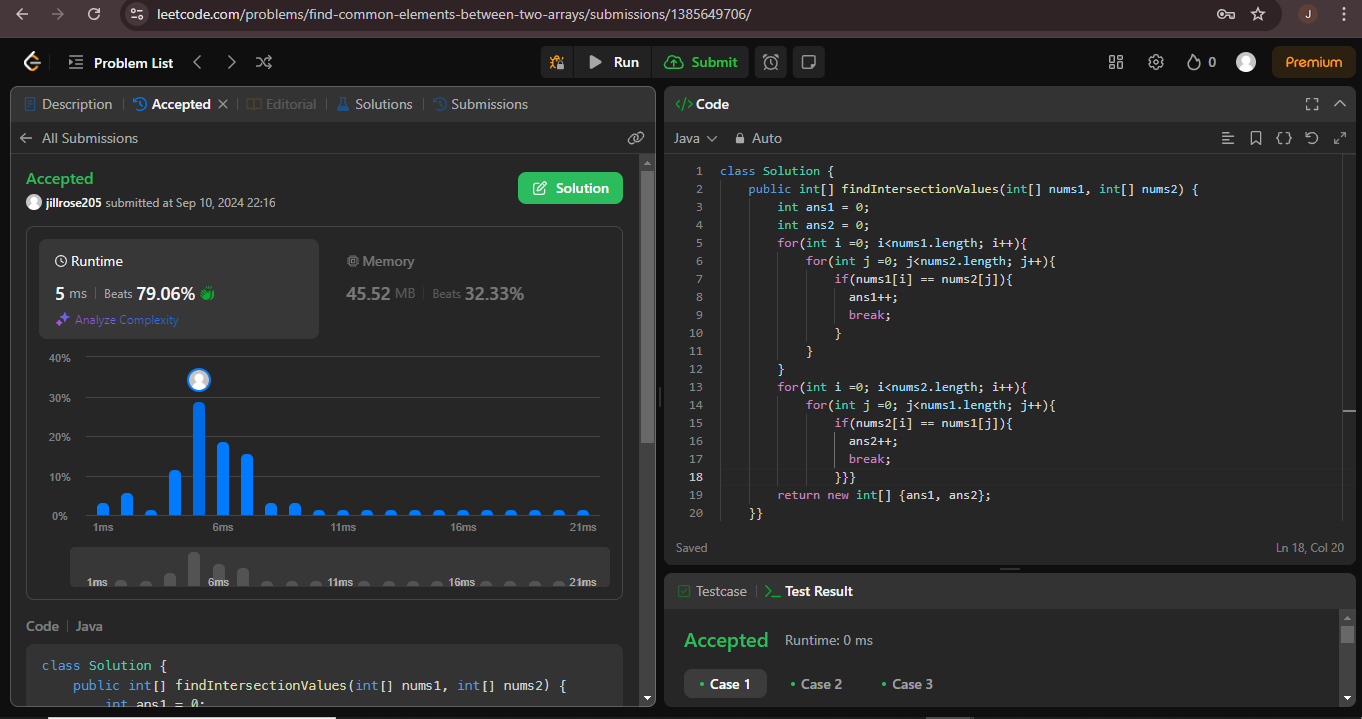 leetcode.com/problems/find-common-elements-between-two-arrays/submissions/1385649706/
J
Problem List
Run
Submit
0
Premium
Description
Accepted
Editorial
Solutions
Submissions
All Submissions
Accepted
jillrose205 submitted at Sep 10, 2024 22:16
Solution
Runtime
5 ms | Beats 79.06%
Analyze Complexity
Memory
45.52 MB | Beats 32.33%
40%
30%
20%
10%
0%
1ms 6ms 11ms 16ms 21ms
1ms 6ms 11ms 16ms 21ms
Code | Java
class Solution {
    public int[] findIntersectionValues(int[] nums1, int[] nums2) {
        int ans1 = 0;
</> Code
Java
Auto
1 class Solution {
2     public int[] findIntersectionValues(int[] nums1, int[] nums2) {
3         int ans1 = 0;
4         int ans2 = 0;
5         for(int i =0; i<nums1.length; i++){
6             for(int j =0; j<nums2.length; j++){
7                 if(nums1[i] == nums2[j]){
8                   ans1++;
9                   break;
10                 }
11             }
12         }
13         for(int i =0; i<nums2.length; i++){
14             for(int j =0; j<nums1.length; j++){
15                 if(nums2[i] == nums1[j]){
16                   ans2++;
17                   break;
18                 }}}
19         return new int[] {ans1, ans2};
20     }}
Saved
Ln 18, Col 20
Testcase
Test Result
Accepted
Runtime: 0 ms
• Case 1
• Case 2
• Case 3